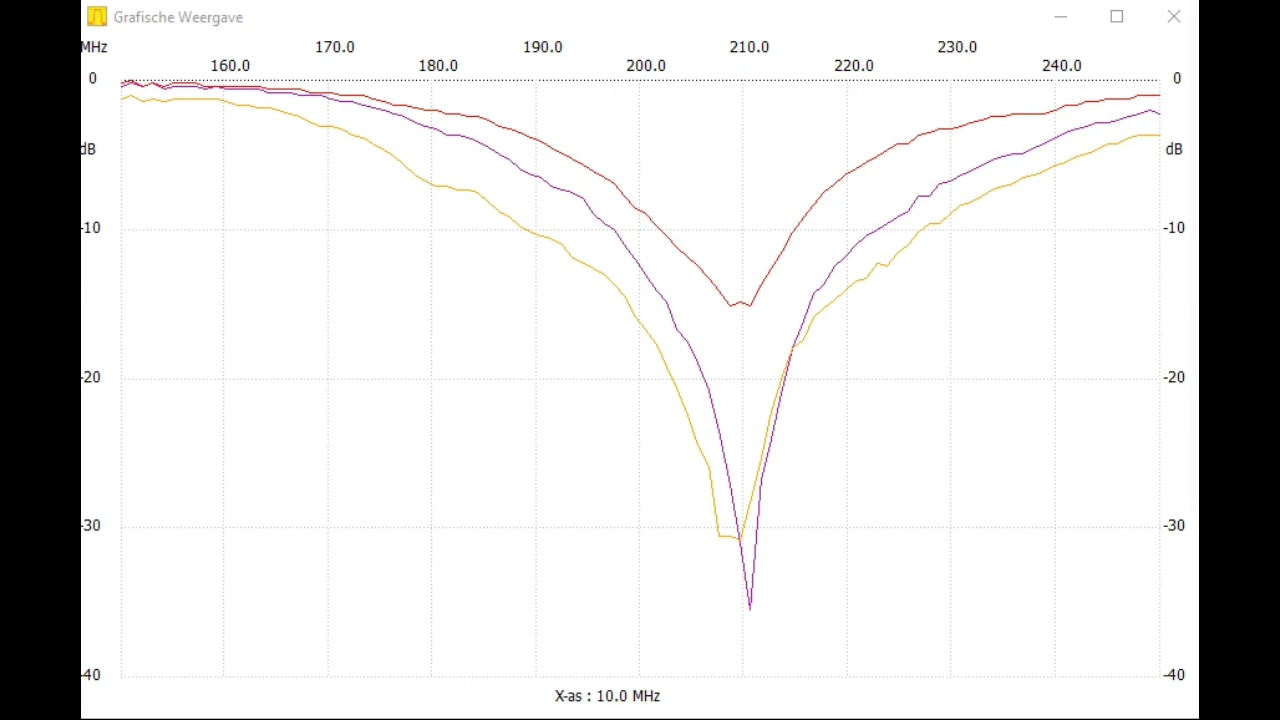 Grafische Weergave
MHz 170.0 190.0 210.0 230.0
160.0 180.0 200.0 220.0 240.0
0 0
dB dB
-10 -10
-20 -20
-30 -30
-40 -40
X-as : 10.0 MHz